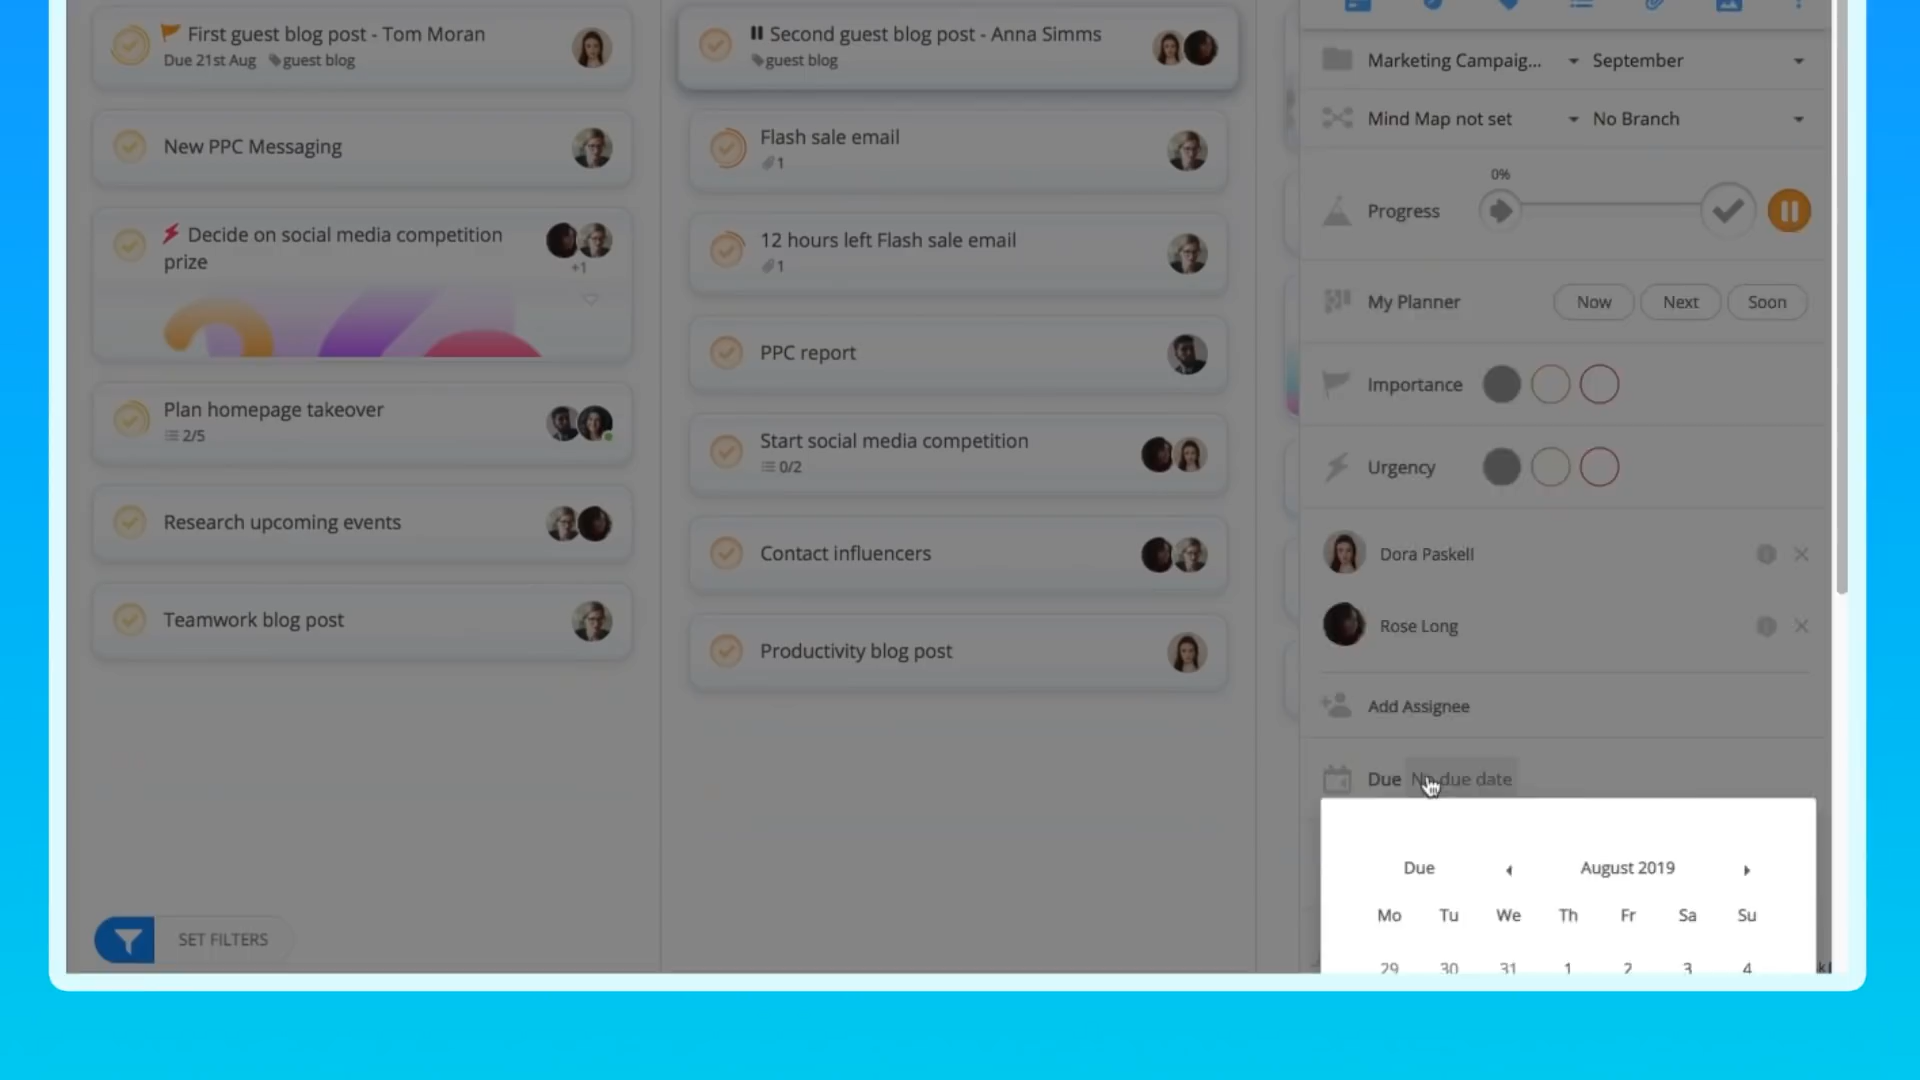 First guest blog post - Tom Moran
Due 21st Aug guest blog
New PPC Messaging
Decide on social media competition
prize
+1
Plan homepage takeover
2/5
Research upcoming events
Teamwork blog post
SET FILTERS
Second guest blog post - Anna Simms
guest blog
Flash sale email
1
12 hours left Flash sale email
1
PPC report
Start social media competition
0/2
Contact influencers
Productivity blog post
Marketing Campaig... September
Mind Map not set No Branch
0%
Progress
My Planner Now Next Soon
Importance
Urgency
Dora Paskell
Rose Long
Add Assignee
Due No due date
Due August 2019
Mo Tu We Th Fr Sa Su
29 30 31 1 2 3 4